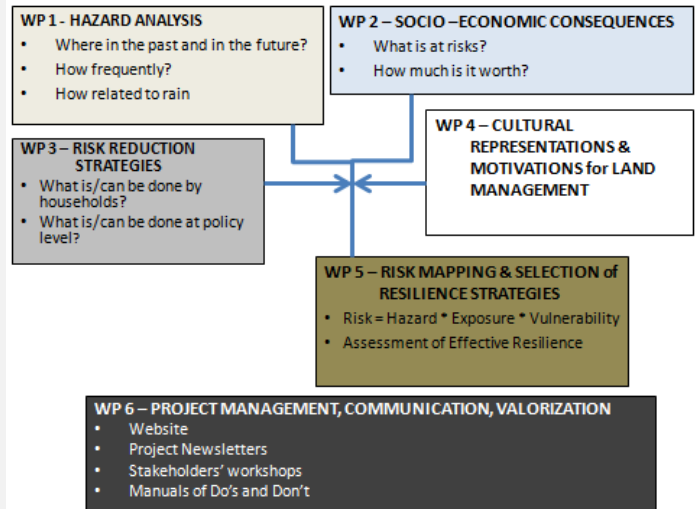 WP 1 - HAZARD ANALYSIS
• Where in the past and in the future?
• How frequently?
• How related to rain
WP 2 – SOCIO –ECONOMIC CONSEQUENCES
• What is at risks?
• How much is it worth?
WP 3 – RISK REDUCTION
STRATEGIES
• What is/can be done by
households?
• What is/can be done at policy
level?
WP 4 – CULTURAL
REPRESENTATIONS &
MOTIVATIONS for LAND
MANAGEMENT
WP 5 – RISK MAPPING & SELECTION of
RESILIENCE STRATEGIES
• Risk = Hazard * Exposure * Vulnerability
• Assessment of Effective Resilience
WP 6 – PROJECT MANAGEMENT, COMMUNICATION, VALORIZATION
• Website
• Project Newsletters
• Stakeholders’ workshops
• Manuals of Do’s and Don’t